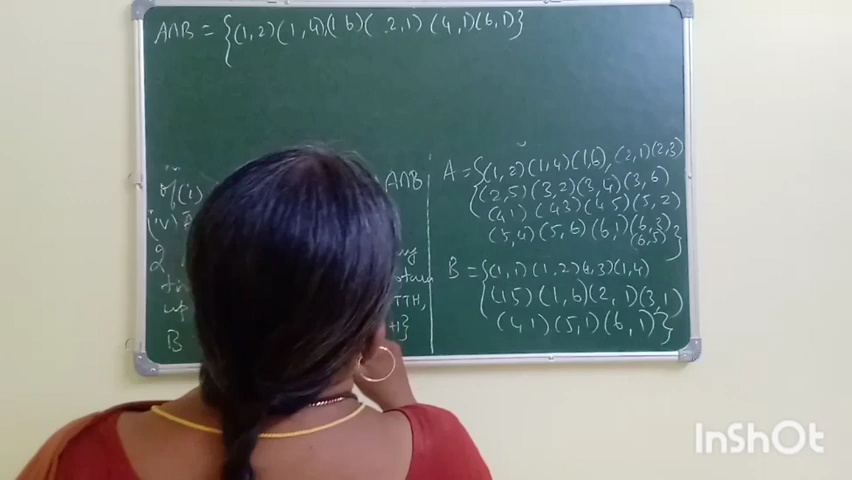 A∩B = {(1,2)(1,4),(1 6)( 2,1) (4,1)(6,1)}
A∩B
(iv)
up
TTH,
B
A = {(1,2)(1,4)(1,6),(2,1)(2,3)
(2,5)(3,2)(3,4)(3,6)
(4 1) (4 3)(4 5)(5,2)
(5,4)(5,6)(6,1)(6,3)
(6,5)}
B = {(1,1)(1,2)(1,3)(1,4)
(1 5)(1,6)(2,1)(3,1)
(4 1)(5,1)(6,1)}
InShOt